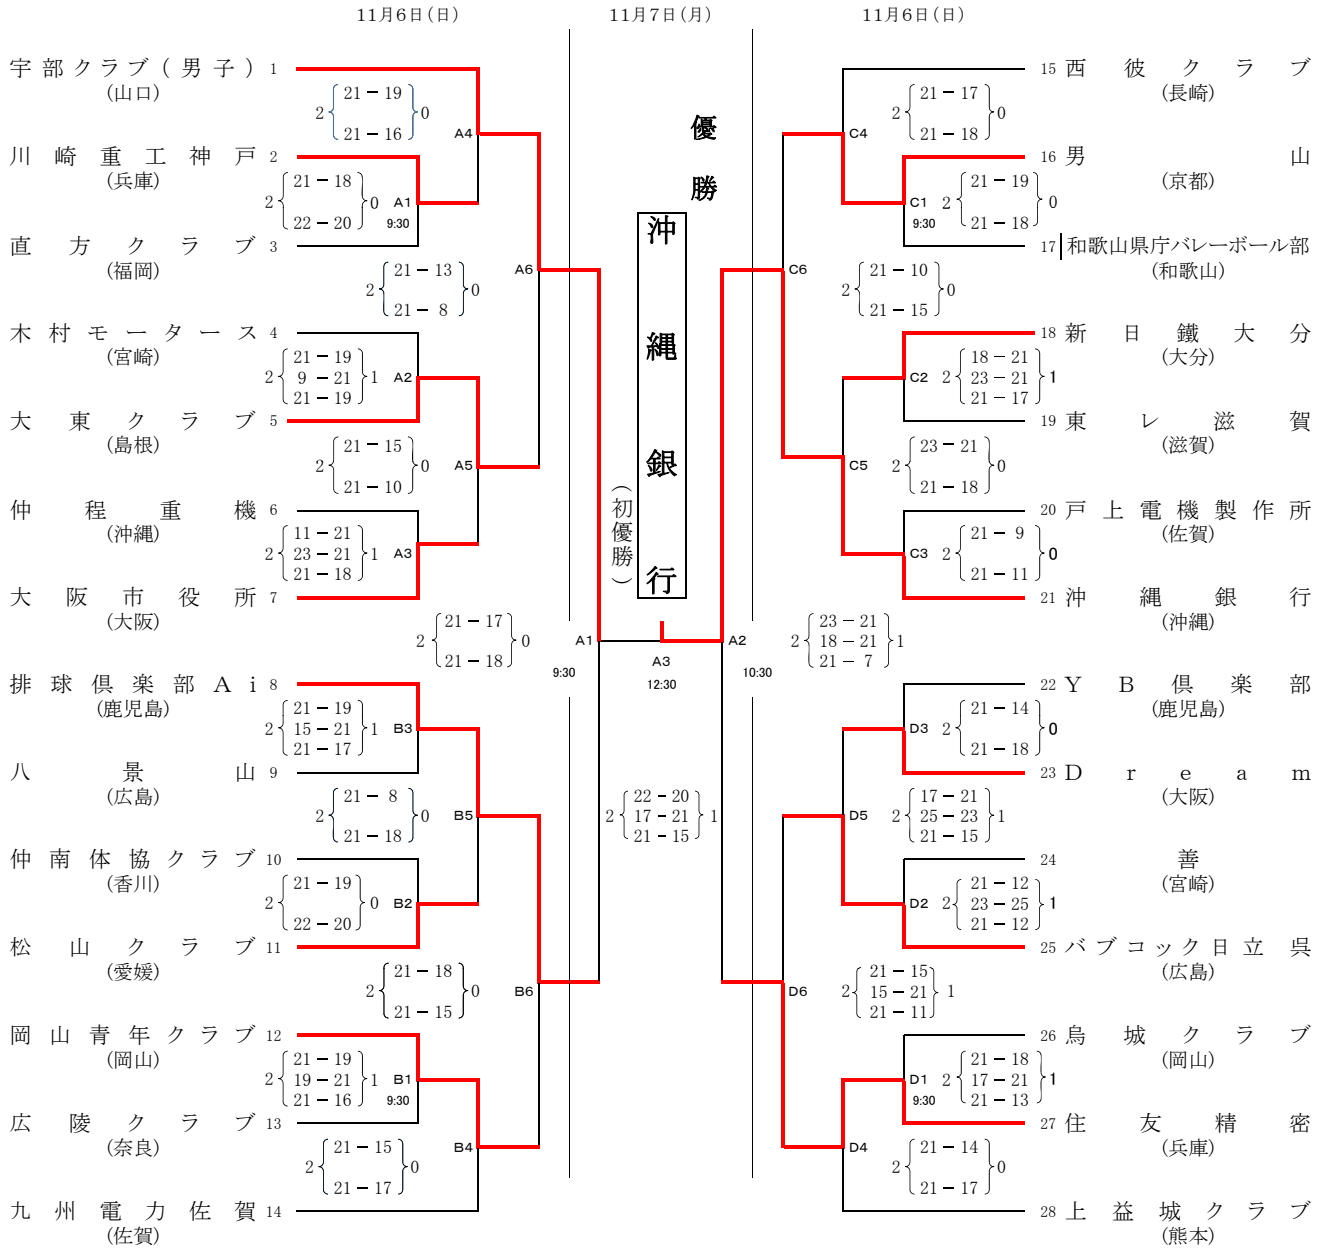 11月6日(日)
11月7日(月)
11月6日(日)
宇部クラブ(男子) 1
(山口)
2 21－19 0
21－16
A4
川崎重工神戸 2
(兵庫)
2 21－18 0
22－20
A1
9:30
直方クラブ 3
(福岡)
2 21－13 0
21－8
A6
木村モータース 4
(宮崎)
21－19
2 9－21 1
21－19
A2
大東クラブ 5
(島根)
2 21－15 0
21－10
A5
仲程重機 6
(沖縄)
11－21
2 23－21 1
21－18
A3
大阪市役所 7
(大阪)
2 21－17 0
21－18
A1
9:30
排球倶楽部Ai 8
(鹿児島)
21－19
2 15－21 1
21－17
B3
八景山 9
(広島)
2 21－8 0
21－18
B5
仲南体協クラブ 10
(香川)
2 21－19 0
22－20
B2
松山クラブ 11
(愛媛)
2 21－18 0
21－15
B6
岡山青年クラブ 12
(岡山)
21－19
2 19－21 1
21－16
B1
9:30
広陵クラブ 13
(奈良)
2 21－15 0
21－17
B4
九州電力佐賀 14
(佐賀)
優勝
沖縄銀行
(初優勝)
A3
12:30
22－20
2 17－21 1
21－15
15 西彼クラブ
(長崎)
C4
2 21－17 0
21－18
16 男山
(京都)
C1
9:30
2 21－19 0
21－18
17 和歌山県庁バレーボール部
(和歌山)
C6
2 21－10 0
21－15
18 新日鐵大分
(大分)
C2
18－21
2 23－21 1
21－17
19 東レ滋賀
(滋賀)
C5
2 23－21 0
21－18
20 戸上電機製作所
(佐賀)
C3
2 21－9 0
21－11
21 沖縄銀行
(沖縄)
A2
10:30
23－21
2 18－21 1
21－7
22 YB倶楽部
(鹿児島)
D3
2 21－14 0
21－18
23 Dream
(大阪)
D5
17－21
2 25－23 1
21－15
24 善
(宮崎)
D2
21－12
2 23－25 1
21－12
25 バブコック日立呉
(広島)
D6
21－15
2 15－21 1
21－11
26 烏城クラブ
(岡山)
D1
9:30
21－18
2 17－21 1
21－13
27 住友精密
(兵庫)
D4
2 21－14 0
21－17
28 上益城クラブ
(熊本)